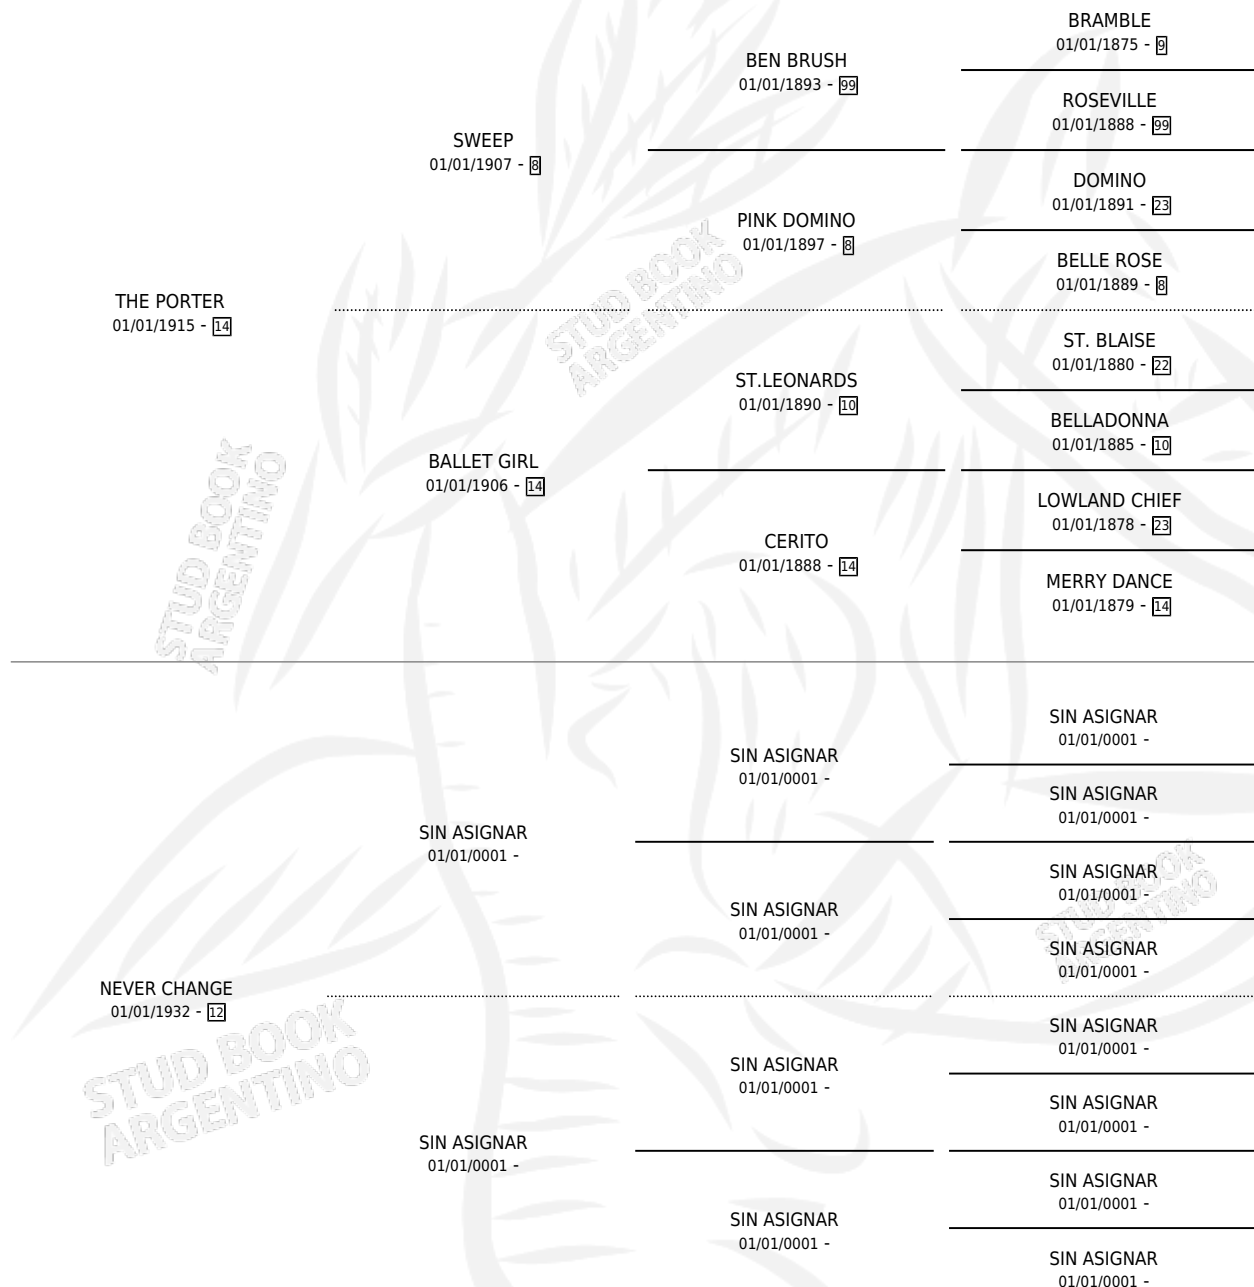 BRAMBLE
01/01/1875 - 9
BEN BRUSH
01/01/1893 - 99
ROSEVILLE
01/01/1888 - 99
SWEEP
01/01/1907 - 8
DOMINO
01/01/1891 - 23
PINK DOMINO
01/01/1897 - 8
BELLE ROSE
01/01/1889 - 8
THE PORTER
01/01/1915 - 14
ST. BLAISE
01/01/1880 - 22
ST.LEONARDS
01/01/1890 - 10
BELLADONNA
01/01/1885 - 10
BALLET GIRL
01/01/1906 - 14
LOWLAND CHIEF
01/01/1878 - 23
CERITO
01/01/1888 - 14
MERRY DANCE
01/01/1879 - 14
STUD BOOK
ARGENTINO
STUD BOOK
ARGENTINO
SIN ASIGNAR
01/01/0001 -
SIN ASIGNAR
01/01/0001 -
SIN ASIGNAR
01/01/0001 -
SIN ASIGNAR
01/01/0001 -
SIN ASIGNAR
01/01/0001 -
SIN ASIGNAR
01/01/0001 -
SIN ASIGNAR
01/01/0001 -
NEVER CHANGE
01/01/1932 - 12
SIN ASIGNAR
01/01/0001 -
SIN ASIGNAR
01/01/0001 -
SIN ASIGNAR
01/01/0001 -
SIN ASIGNAR
01/01/0001 -
SIN ASIGNAR
01/01/0001 -
SIN ASIGNAR
01/01/0001 -
SIN ASIGNAR
01/01/0001 -
STUD BOOK
ARGENTINO
STUD BOOK
ARGENTINO